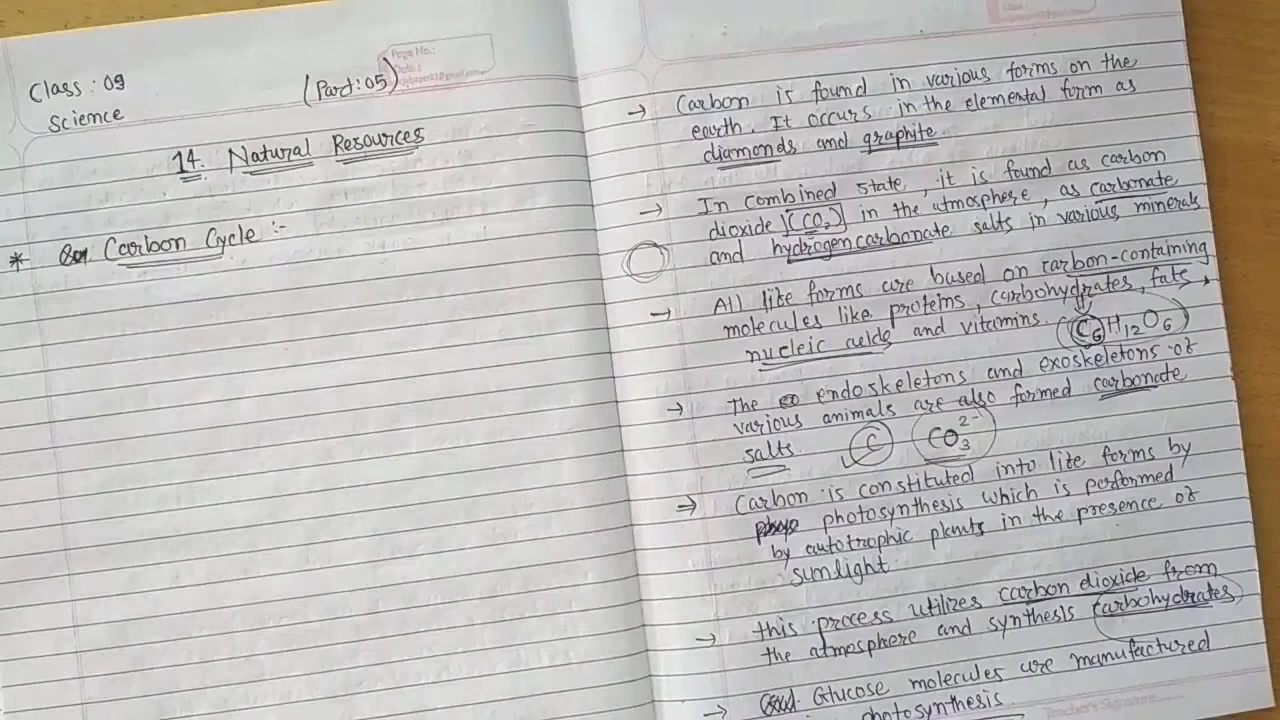 Class: 09
Science
(Part: 05)
Page No.:
Date:
14. Natural Resources
* Carbon Cycle :-
→ Carbon is found in various forms on the
earth. It occurs in the elemental form as
diamonds and graphite.
→ In combined state, it is found as carbon
dioxide [CO2] in the atmosphere, as carbonate
and hydrogencarbonate salts in various minerals
→ All life forms are based on carbon-containing
molecules like proteins, carbohydrates, fats,
nucleic acids and vitamins. C6H12O6
→ The endoskeletons and exoskeletons of
various animals are also formed carbonate
salts. C CO3^2-
→ Carbon is constituted into life forms by
photosynthesis which is performed
by autotrophic plants in the presence of
sunlight.
→ this process utilizes carbon dioxide from
the atmosphere and synthesis carbohydrates
→ Glucose molecules are manufactured
photosynthesis.
Teacher's Signature